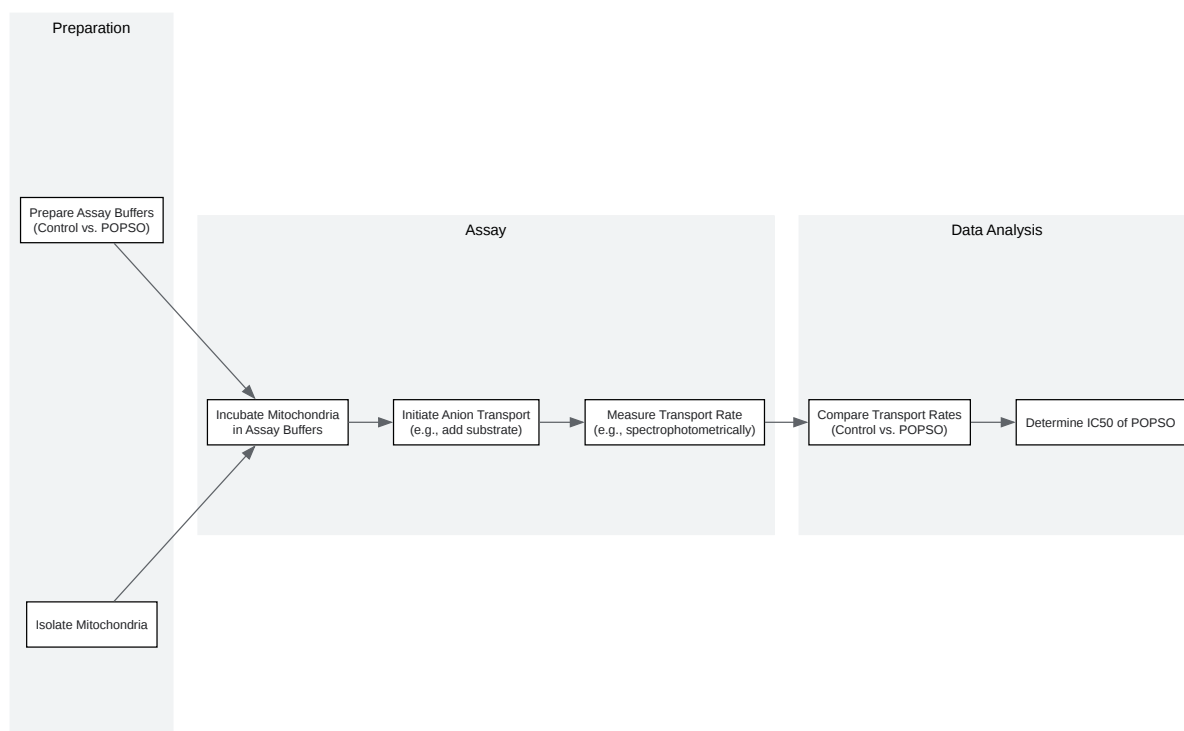 Preparation
Prepare Assay Buffers
(Control vs. POPSO)
Isolate Mitochondria
Assay
Incubate Mitochondria
in Assay Buffers
Initiate Anion Transport
(e.g., add substrate)
Measure Transport Rate
(e.g., spectrophotometrically)
Data Analysis
Compare Transport Rates
(Control vs. POPSO)
Determine IC50 of POPSO